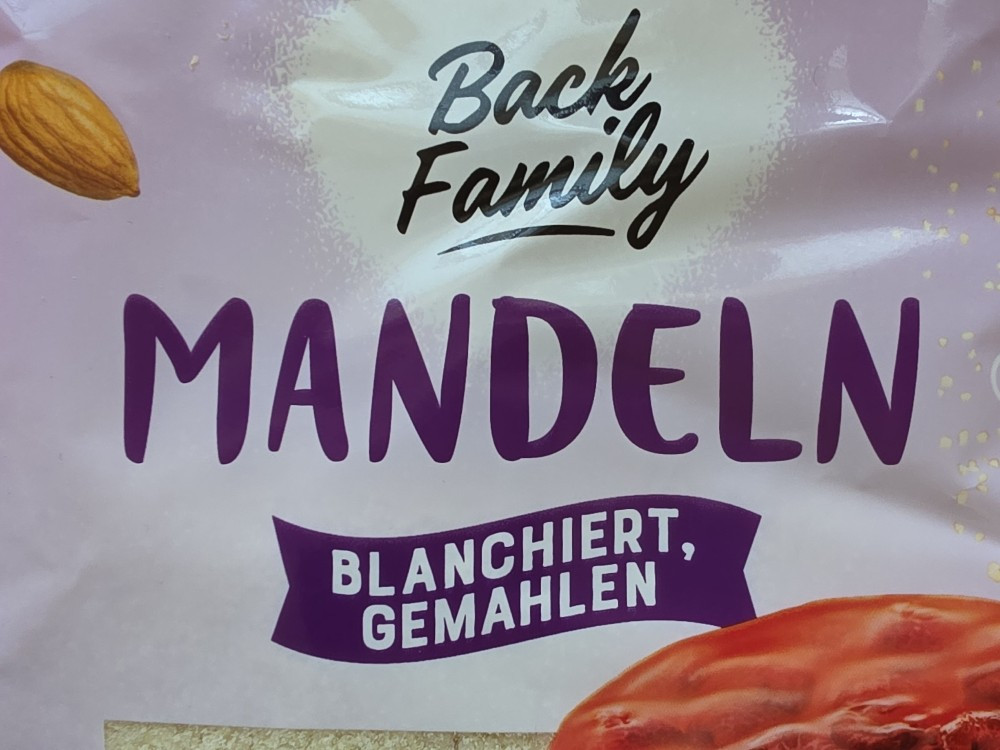 Back
Family
MANDELN
BLANCHIERT,
GEMAHLEN